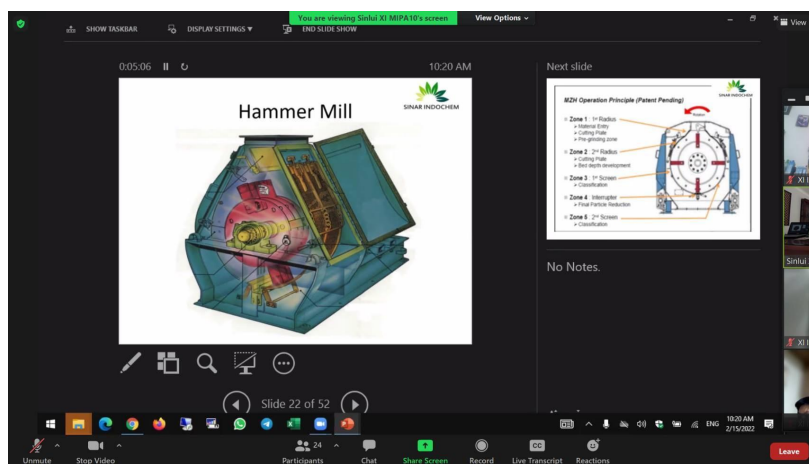 You are viewing Sinlui XI MIPA10's screen
View Options
View
SHOW TASKBAR
DISPLAY SETTINGS
END SLIDE SHOW
0:05:06
10:20 AM
Hammer Mill
SINAR INDOCHEM
Next slide
SINAR INDOCHEM
MZH Operation Principle (Patent Pending)
Zone 1 : 1st Radius
Material Entry
Cutting Plate
Pre-grinding zone
Zone 2 : 2nd Radius
Cutting Plate
Bed depth development
Zone 3 : 1st Screen
Classification
Zone 4 : Interrupter
Final Particle Reduction
Zone 5 : 2nd Screen
Classification
No Notes.
Slide 22 of 52
XI I
Sinlui
XI I
ENG
10:20 AM
2/15/2022
Unmute
Stop Video
24
Participants
Chat
Share Screen
Record
CC
Live Transcript
Reactions
Leave